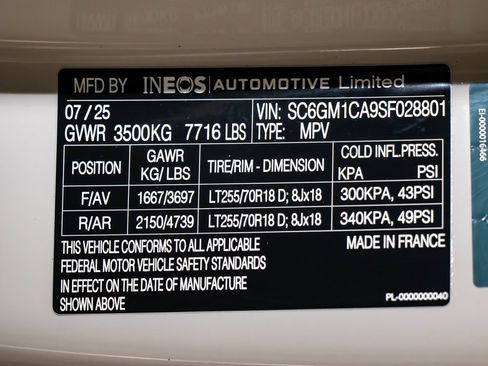 MFD BY INEOS | AUTOMOTIVE Limited
07 / 25 VIN: SC6GM1CA9SF028801
GVWR 3500KG 7716 LBS TYPE: MPV
POSITION GAWR KG/ LBS TIRE/RIM - DIMENSION COLD INFL.PRESS. KPA PSI
F/AV 1667/3697 LT255/70R18 D; 8Jx18 300KPA, 43PSI
R/AR 2150/4739 LT255/70R18 D; 8Jx18 340KPA, 49PSI
THIS VEHICLE CONFORMS TO ALL APPLICABLE MADE IN FRANCE
FEDERAL MOTOR VEHICLE SAFETY STANDARDS
IN EFFECT ON THE DATE OF MANUFACTURE
SHOWN ABOVE PL-0000000040
EI-0000016466